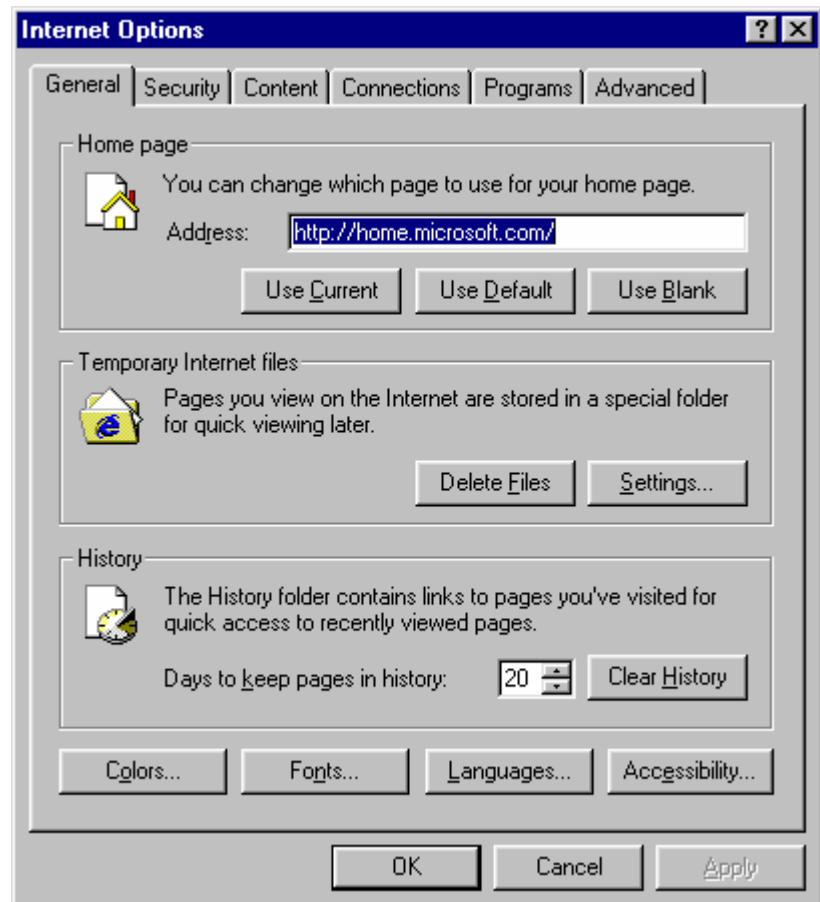 Internet Options
General Security Content Connections Programs Advanced
Home page
You can change which page to use for your home page.
Address: http://home.microsoft.com/
Use Current Use Default Use Blank
Temporary Internet files
Pages you view on the Internet are stored in a special folder
for quick viewing later.
Delete Files Settings...
History
The History folder contains links to pages you've visited for
quick access to recently viewed pages.
Days to keep pages in history: 20 Clear History
Colors... Fonts... Languages... Accessibility...
OK Cancel Apply